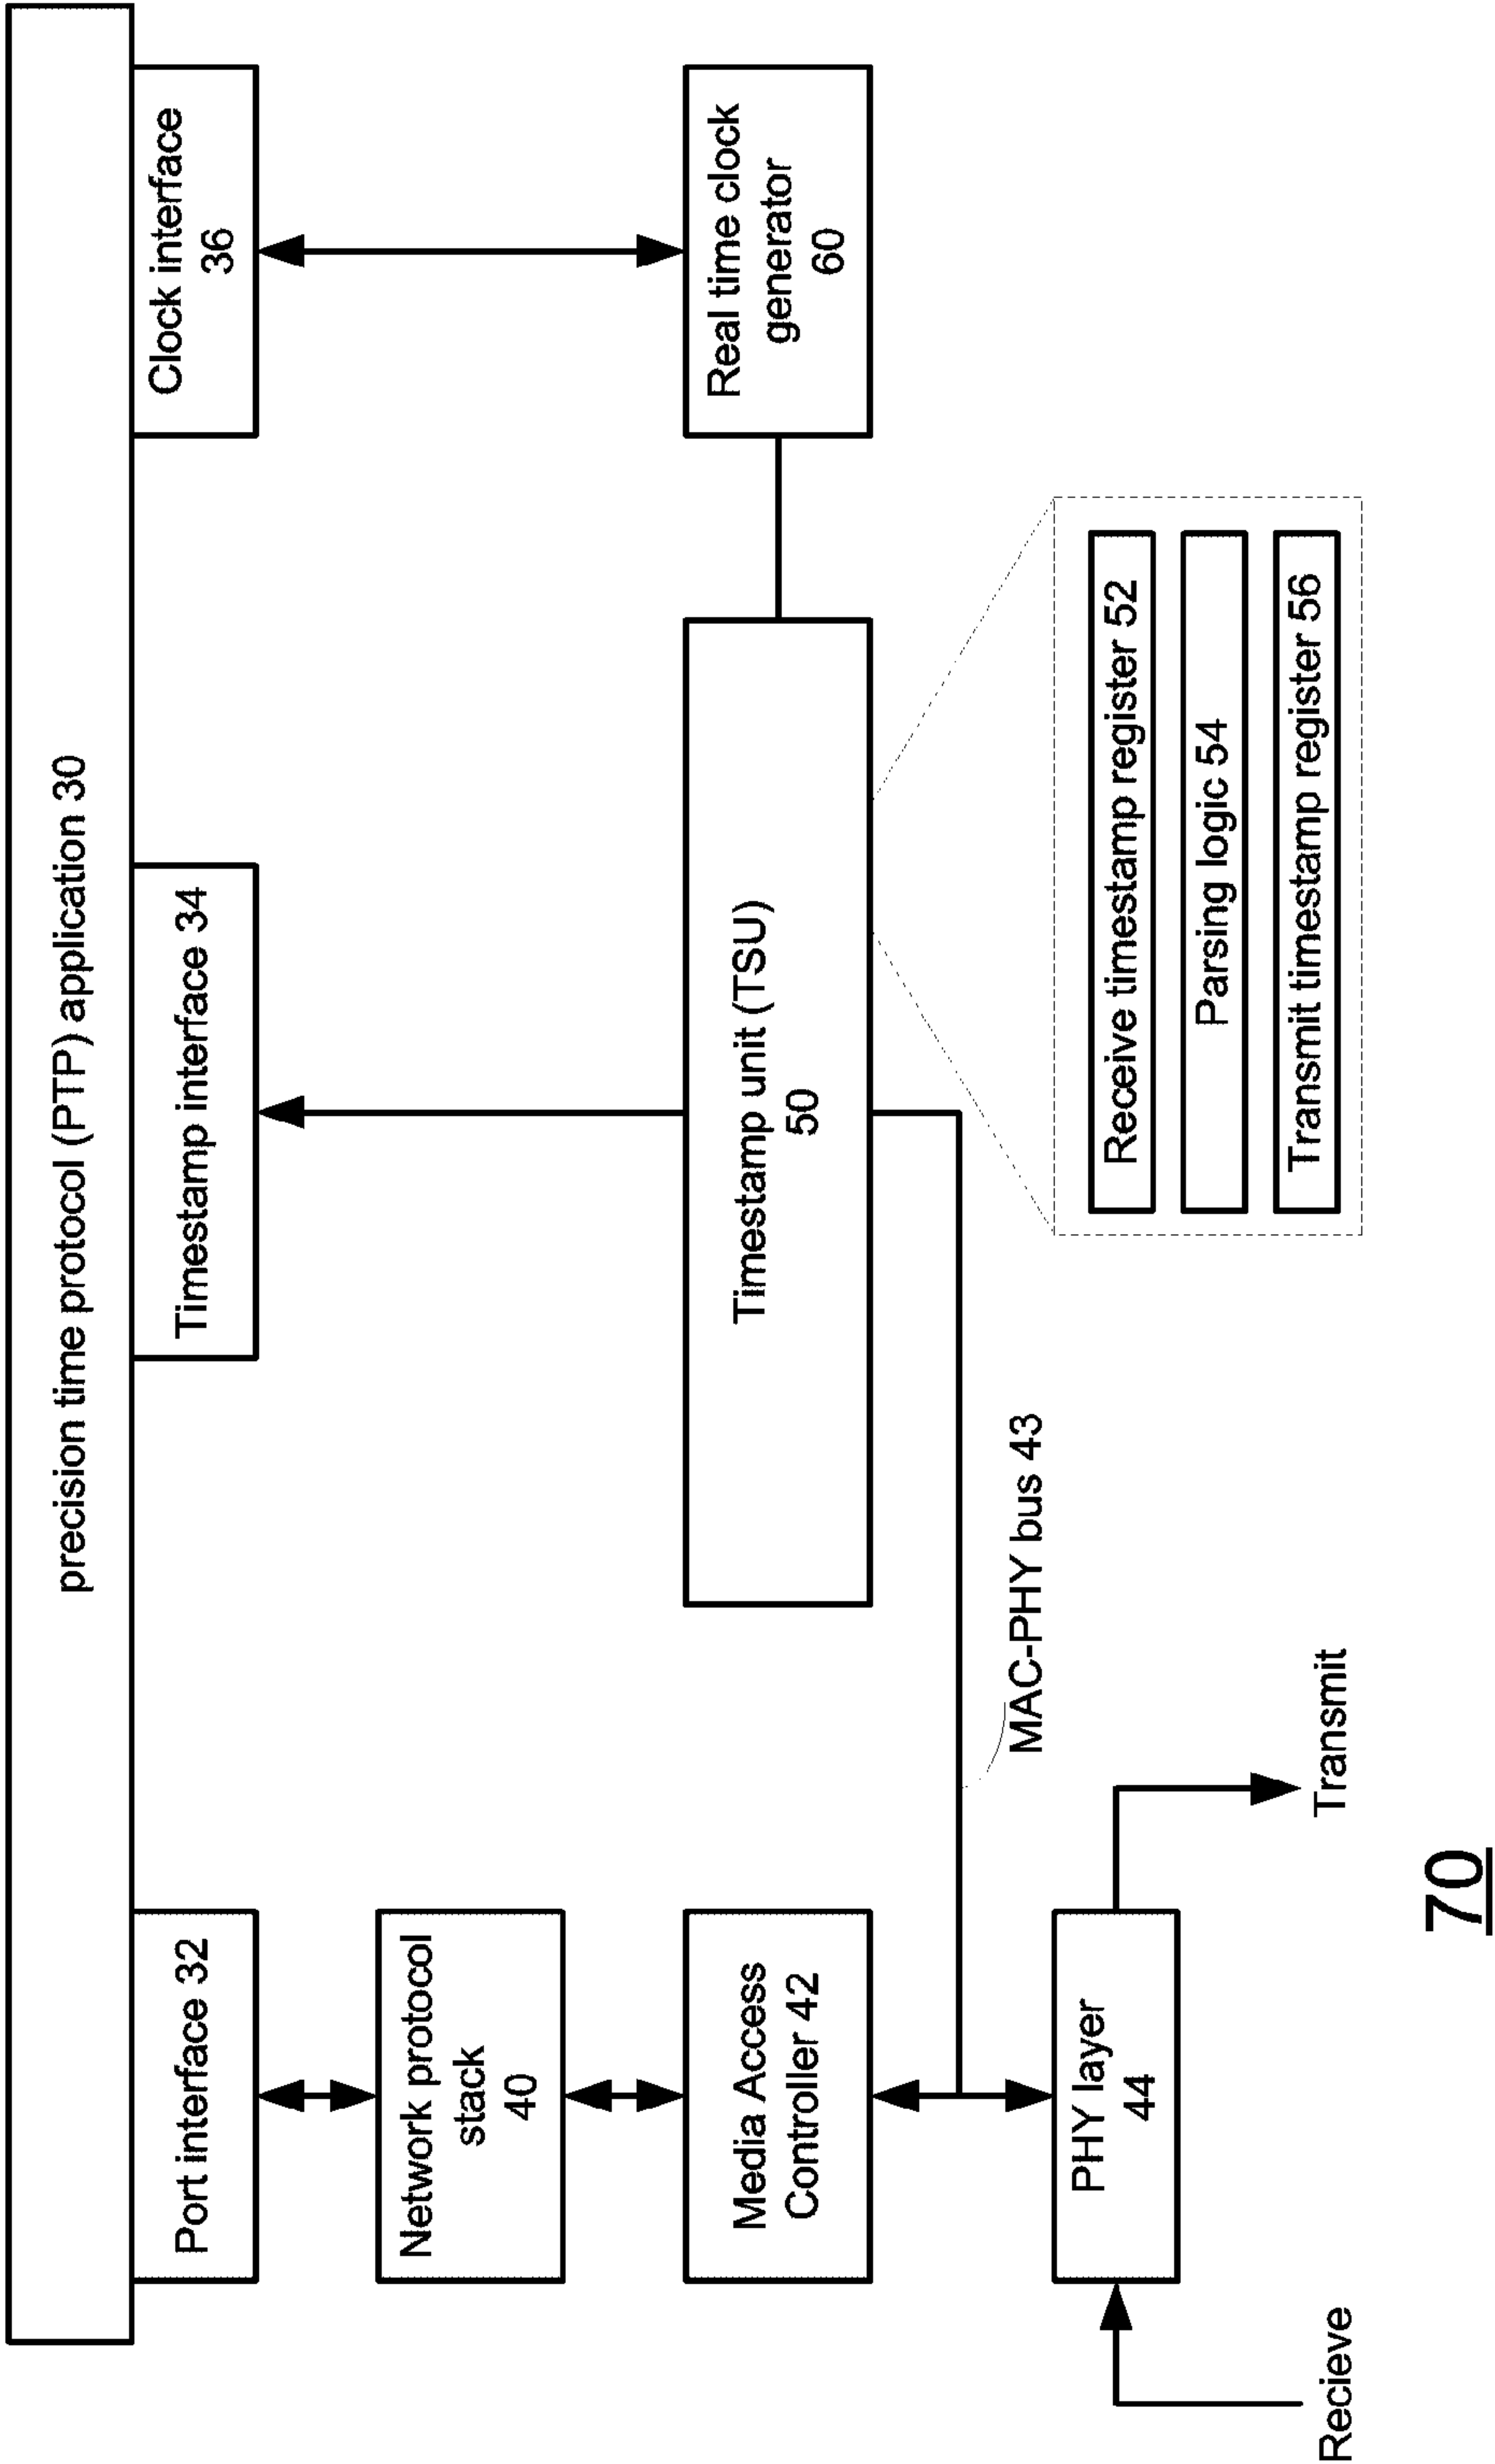 precision time protocol (PTP) application 30
Port interface 32
Timestamp interface 34
Clock interface
36
Network protocol
stack
40
Media Access
Controller 42
Timestamp unit (TSU)
50
Real time clock
generator
60
MAC-PHY bus 43
PHY layer
44
Receive timestamp register 52
Parsing logic 54
Transmit timestamp register 56
Recieve
Transmit
70